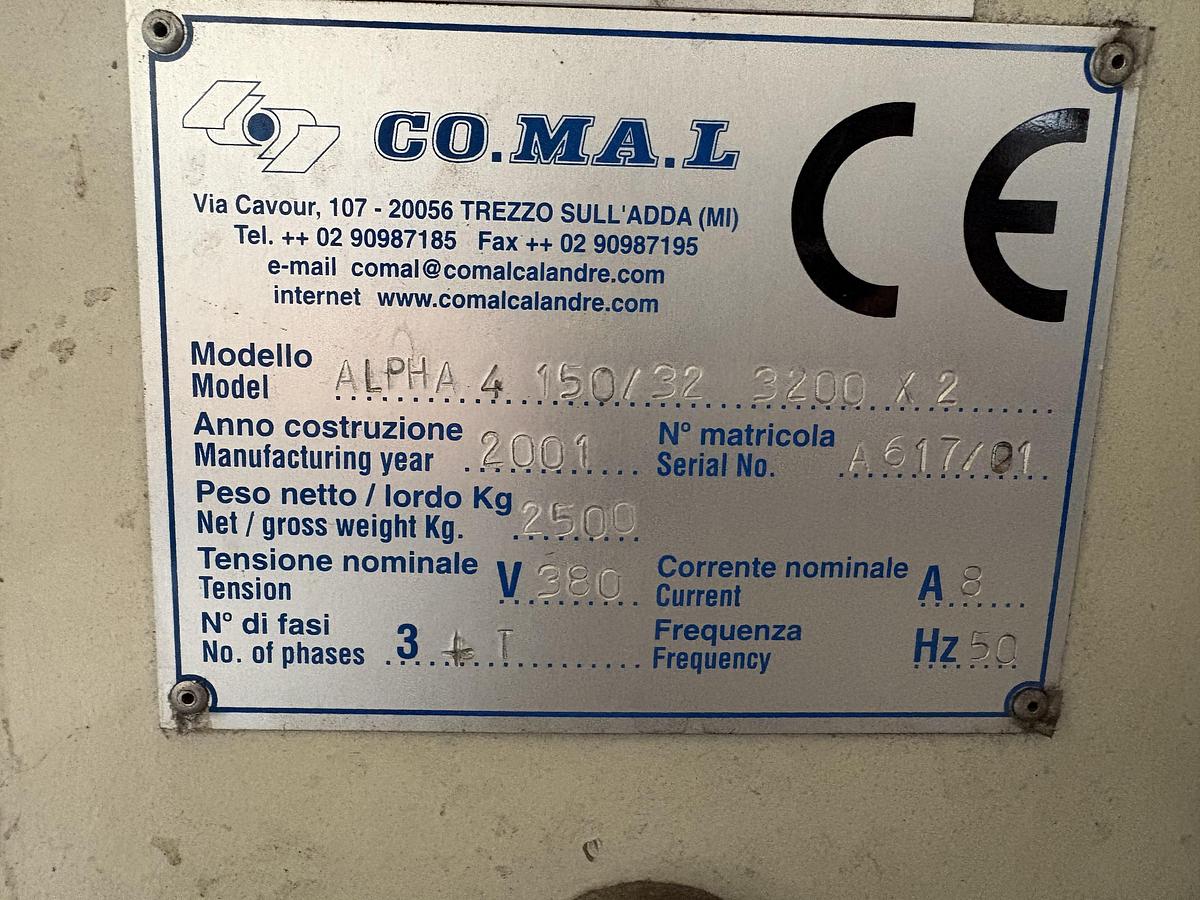 CO.MA.L
CE
Via Cavour, 107 - 20056 TREZZO SULL'ADDA (MI)
Tel. ++ 02 90987185 Fax ++ 02 90987195
e-mail comal@comalcalandre.com
internet www.comalcalandre.com
Modello
Model ALPHA 4 150/32 3200 X 2
Anno costruzione N° matricola
Manufacturing year 2001 Serial No. A617/01
Peso netto / lordo Kg
Net / gross weight Kg. 2500
Tensione nominale V 380 Corrente nominale A 8
Tension Current
N° di fasi 3 + T Frequenza Hz 50
No. of phases Frequency